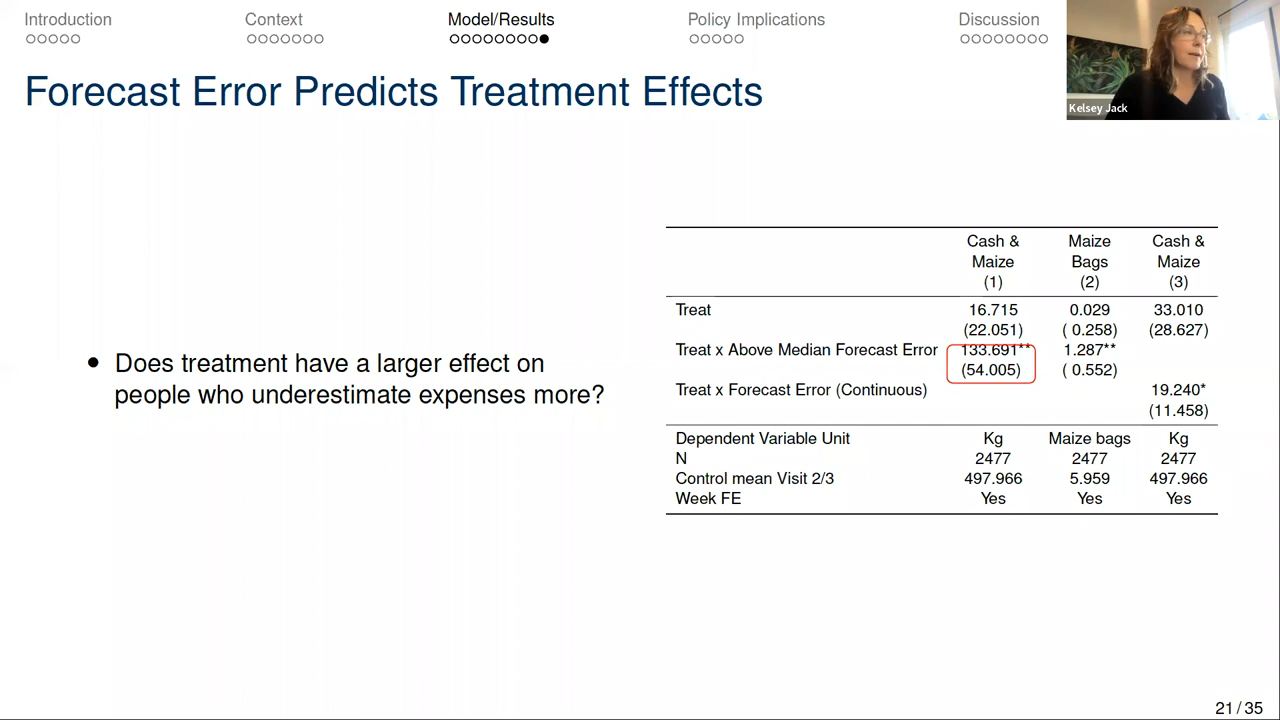 Introduction Context Model/Results Policy Implications Discussion
Kelsey Jack
Forecast Error Predicts Treatment Effects
Does treatment have a larger effect on
people who underestimate expenses more?
Cash & Maize Cash &
Maize Bags Maize
(1) (2) (3)
Treat 16.715 0.029 33.010
(22.051) ( 0.258) (28.627)
Treat x Above Median Forecast Error 133.691** 1.287**
(54.005) ( 0.552)
Treat x Forecast Error (Continuous) 19.240*
(11.458)
Dependent Variable Unit Kg Maize bags Kg
N 2477 2477 2477
Control mean Visit 2/3 497.966 5.959 497.966
Week FE Yes Yes Yes
21 / 35